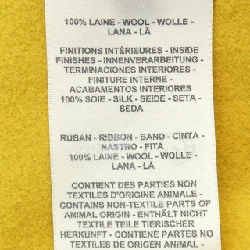 100% LAINE - WOOL - WOLLE -
LANA - LÃ
FINITIONS INTÉRIEURES - INSIDE
FINISHES - INNENVERARBEITUNG -
TERMINACIONES INTERIORES -
FINITURE INTERNE -
ACABAMENTOS INTERIORES
100% SOIE - SILK - SEIDE - SETA -
SEDA
RUBAN - RIBBON - BAND - CINTA -
NASTRO - FITA
100% LAINE - WOOL - WOLLE -
LANA - LÃ
CONTIENT DES PARTIES NON
TEXTILES D'ORIGINE ANIMALE -
CONTAINS NON-TEXTILE PARTS OF
ANIMAL ORIGIN - ENTHÄLT NICHT
TEXTILE TEILE TIERISCHER
HERKUNFT - CONTIENE PARTES NO
TEXTILES DE ORIGEN ANIMAL